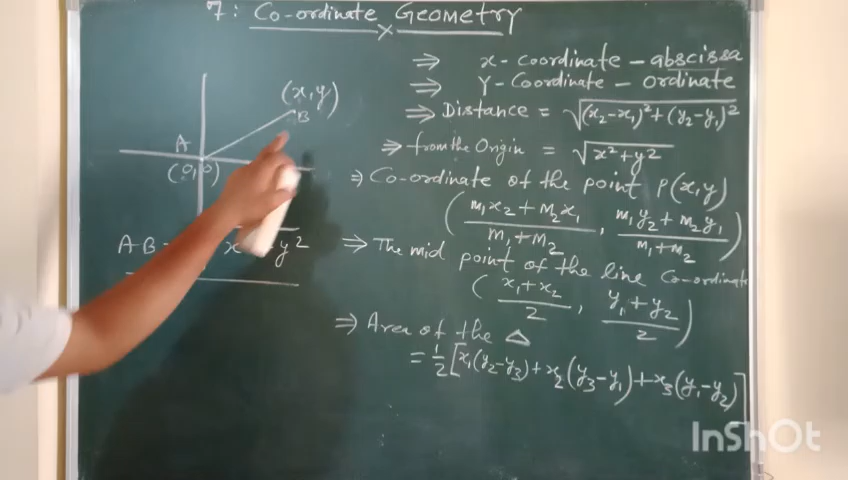 7: Co-ordinate Geometry
⇒ x-coordinate - abscissa
⇒ Y-Coordinate - ordinate
⇒ Distance = √((x₂-x₁)²+(y₂-y₁)²)
⇒ from the Origin = √(x²+y²)
⇒ Co-ordinate of the point P(x,y)
((m₁x₂+m₂x₁)/(m₁+m₂), (m₁y₂+m₂y₁)/(m₁+m₂))
⇒ The mid point of the line Co-ordinate
((x₁+x₂)/2, (y₁+y₂)/2)
⇒ Area of the △
= ½[x₁(y₂-y₃)+x₂(y₃-y₁)+x₃(y₁-y₂)]
(x,y)
B
A
(0,0)
AB = x y²
InShOt